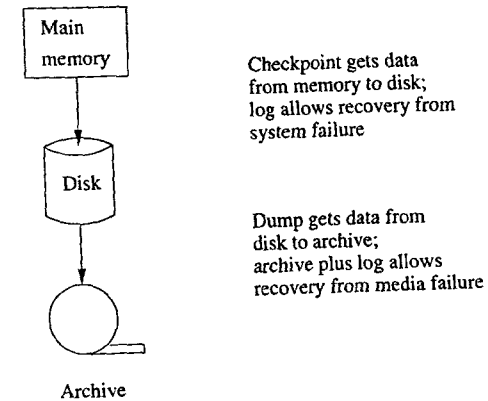 Main
memory
Checkpoint gets data
from memory to disk;
log allows recovery from
system failure
Disk
Dump gets data from
disk to archive;
archive plus log allows
recovery from media failure
Archive